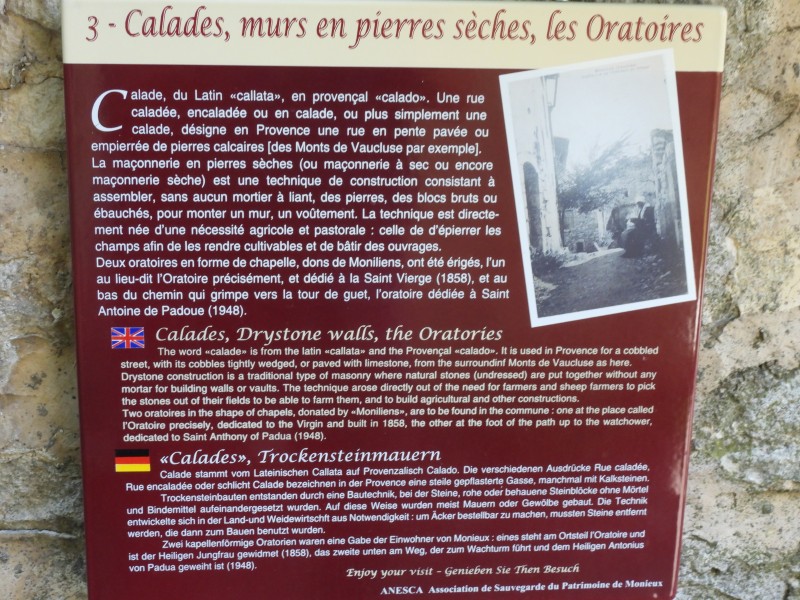 3 - Calades, murs en pierres sèches, les Oratoires
Calade, du Latin «callata», en provençal «calado». Une rue
caladée, encaladée ou en calade, ou plus simplement une
calade, désigne en Provence une rue en pente pavée ou
empierrée de pierres calcaires [des Monts de Vaucluse par exemple].
La maçonnerie en pierres sèches (ou maçonnerie à sec ou encore
maçonnerie sèche) est une technique de construction consistant à
assembler, sans aucun mortier à liant, des pierres, des blocs bruts ou
ébauchés, pour monter un mur, un voûtement. La technique est directe-
ment née d'une nécessité agricole et pastorale : celle de d'épierrer les
champs afin de les rendre cultivables et de bâtir des ouvrages.
Deux oratoires en forme de chapelle, dons de Moniliens, ont été érigés, l'un
au lieu-dit l'Oratoire précisément, et dédié à la Saint Vierge (1858), et au
bas du chemin qui grimpe vers la tour de guet, l'oratoire dédiée à Saint
Antoine de Padoue (1948).
Calades, Drystone walls, the Oratories
The word «calade» is from the latin «callata» and the Provençal «calado». It is used in Provence for a cobbled
street, with its cobbles tightly wedged, or paved with limestone, from the surroundinf Monts de Vaucluse as here.
Drystone construction is a traditional type of masonry where natural stones (undressed) are put together without any
mortar for building walls or vaults. The technique arose directly out of the need for farmers and sheep farmers to pick
the stones out of their fields to be able to farm them, and to build agricultural and other constructions.
Two oratories in the shape of chapels, donated by «Moniliens», are to be found in the commune : one at the place called
l'Oratoire precisely, dedicated to the Virgin and built in 1858, the other at the foot of the path up to the watchower,
dedicated to Saint Anthony of Padua (1948).
«Calades», Trockensteinmauern
Calade stammt vom Lateinischen Callata auf Provenzalisch Calado. Die verschiedenen Ausdrücke Rue caladée,
Rue encaladée oder schlicht Calade bezeichnen in der Provence eine steile gepflasterte Gasse, manchmal mit Kalksteinen.
Trockensteinbauten entstanden durch eine Bautechnik, bei der Steine, rohe oder behauene Steinblöcke ohne Mörtel
und Bindemittel aufeinandergesetzt wurden. Auf diese Weise wurden meist Mauern oder Gewölbe gebaut. Die Technik
entwickelte sich in der Land-und Weidewirtschft aus Notwendigkeit : um Äcker bestellbar zu machen, mussten Steine entfernt
werden, die dann zum Bauen benutzt wurden.
Zwei kapellenförmige Oratorien waren eine Gabe der Einwohner von Monieux : eines steht am Ortsteil l'Oratoire und
ist der Heiligen Jungfrau gewidmet (1858), das zweite unten am Weg, der zum Wachturm führt und dem Heiligen Antonius
von Padua geweiht ist (1948).
Enjoy your visit - Genieben Sie Then Besuch
ANESCA Association de Sauvegarde du Patrimoine de Monieux